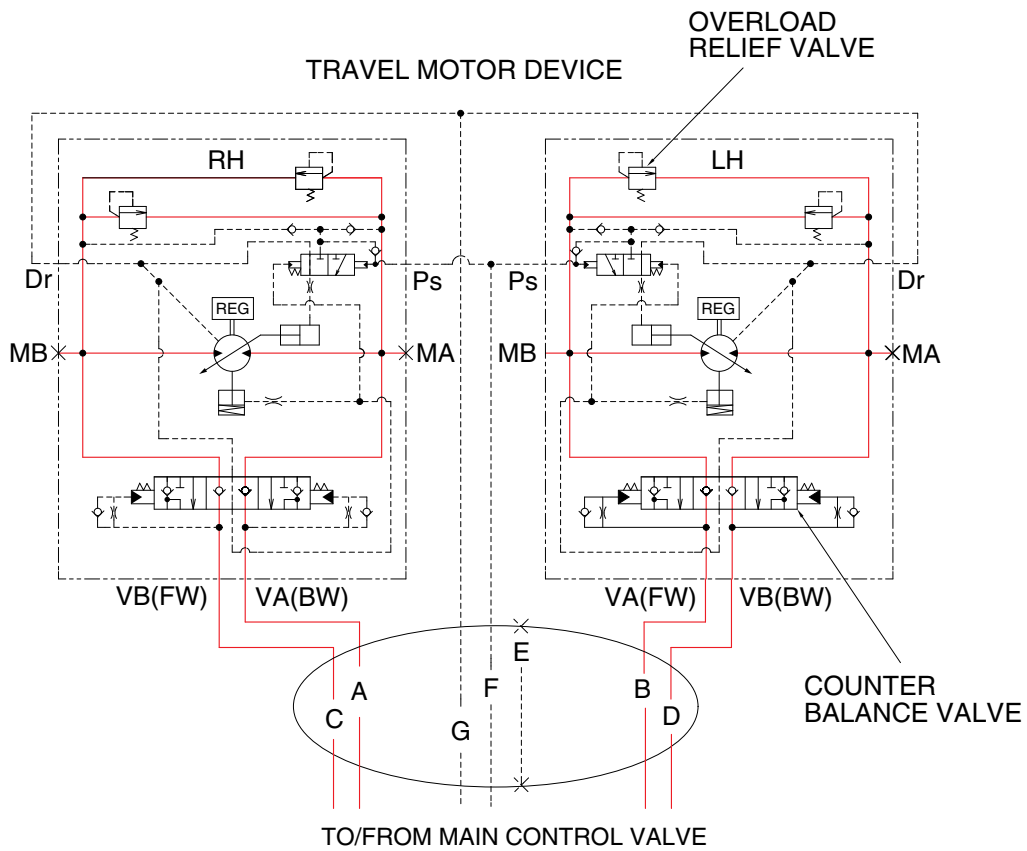 OVERLOAD
RELIEF VALVE
TRAVEL MOTOR DEVICE
RH
LH
Dr
Ps
Ps
Dr
REG
REG
MB
MA
MB
MA
VB(FW)
VA(BW)
VA(FW)
VB(BW)
E
A
F
B
C
G
D
COUNTER
BALANCE VALVE
TO/FROM MAIN CONTROL VALVE